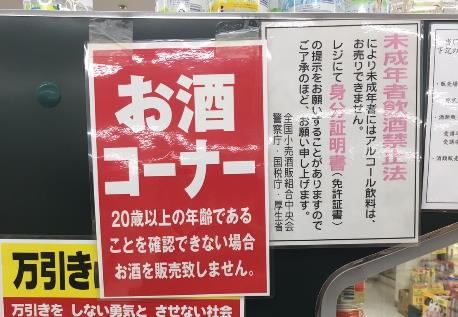 お酒
コーナー
20歳以上の年齢である
ことを確認できない場合
お酒を販売致しません。
未成年者飲酒禁止法
により未成年者にはアルコール飲料は、
お売りできません。
レジにて身分証明書(免許証書)
の提示をお願いすることがありますので
ご了承のほど、お願い申し上げます。
全国小売酒販組合中央会
警察庁・国税庁・厚生省
万引き
万引きを しない勇気と させない社会